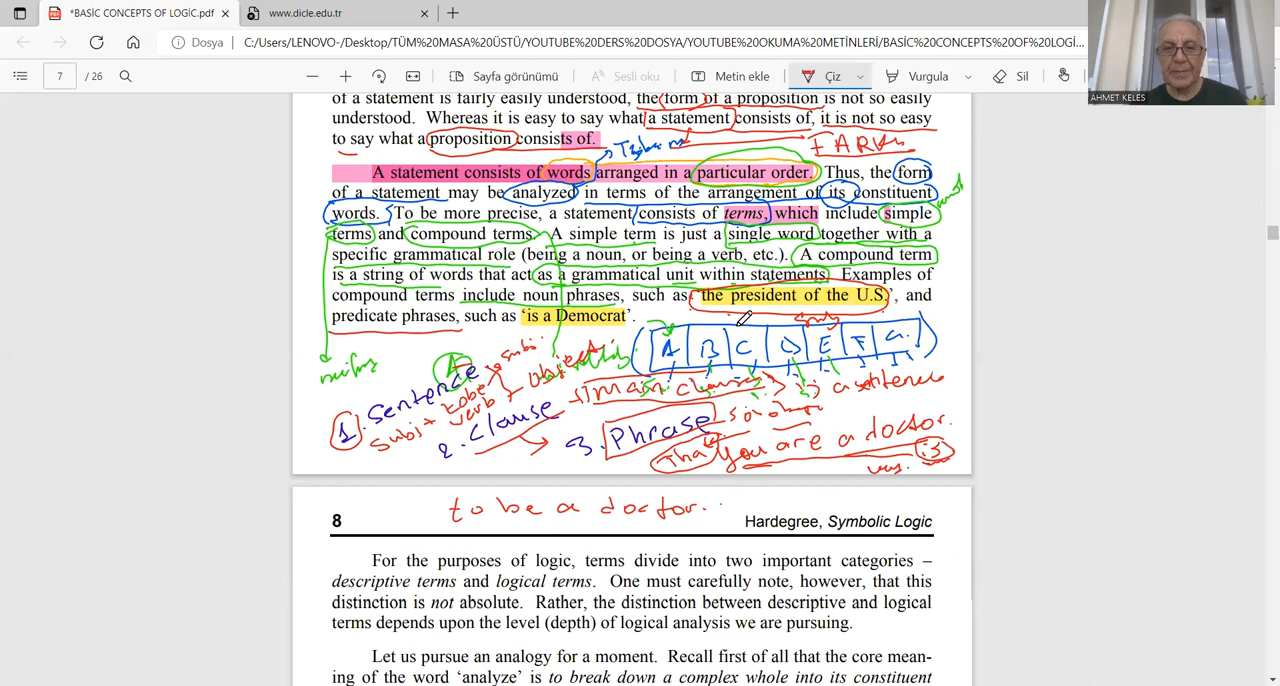 *BASİC CONCEPTS OF LOGİC.pdf
www.dicle.edu.tr
Dosya
C:/Users/LENOVO-/Desktop/TÜM%20MASA%20ÜSTÜ/YOUTUBE%20DERS%20DOSYA/YOUTUBE%20OKUMA%20METİNLERİ/BASİC%20CONCEPTS%20OF%20LOGİ...
7 / 26
Sayfa görünümü
Sesli oku
Metin ekle
Çiz
Vurgula
Sil
AHMET KELES
of a statement is fairly easily understood, the form of a proposition is not so easily
understood. Whereas it is easy to say what a statement consists of, it is not so easy
to say what a proposition consists of.
FARK
A statement consists of words arranged in a particular order. Thus, the form
of a statement may be analyzed in terms of the arrangement of its constituent
words. To be more precise, a statement consists of terms, which include simple
terms and compound terms. A simple term is just a single word together with a
specific grammatical role (being a noun, or being a verb, etc.). A compound term
is a string of words that act as a grammatical unit within statements. Examples of
compound terms include noun phrases, such as ‘the president of the U.S.’, and
predicate phrases, such as ‘is a Democrat’.
A B C D E F G
1. Sentence
subj + tobe verb + object
2. Clause
main clause
a sentence
3. Phrase
That you are a doctor. is
to be a doctor..
8
Hardegree, Symbolic Logic
For the purposes of logic, terms divide into two important categories –
descriptive terms and logical terms. One must carefully note, however, that this
distinction is not absolute. Rather, the distinction between descriptive and logical
terms depends upon the level (depth) of logical analysis we are pursuing.
Let us pursue an analogy for a moment. Recall first of all that the core mean-
ing of the word ‘analyze’ is to break down a complex whole into its constituent